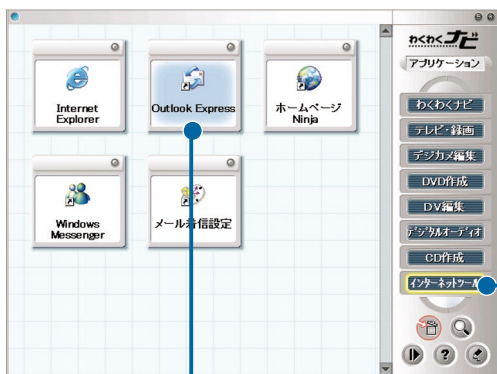 Internet
Explorer
Outlook Express
ホームページ
Ninja
Windows
Messenger
メール着信設定
わくわくナビ
アプリケーション
わくわくナビ
テレビ・録画
デジカメ編集
DVD作成
DV編集
デジタルオーディオ
CD作成
インターネットツール
?